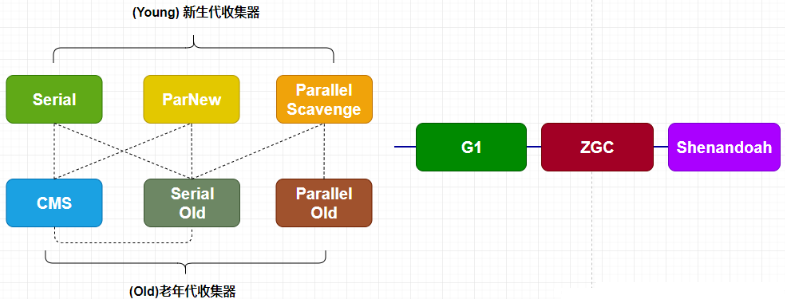 (Young) 新生代收集器
Serial
ParNew
Parallel
Scavenge
CMS
Serial
Old
Parallel
Old
(Old)老年代收集器
G1
ZGC
Shenandoah